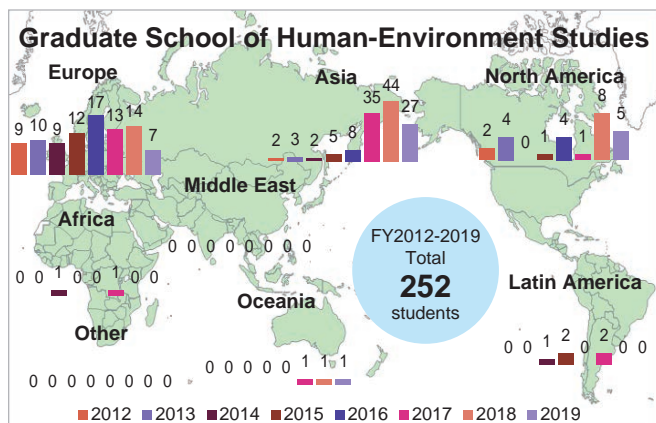 Graduate School of Human-Environment Studies
Europe
9 10 9 12 17 13 14 7
Asia
2 3 2 5 8 35 44 27
North America
2 4 0 1 4 1 8 5
Middle East
0 0 0 0 0 0 0 0
Africa
0 0 1 0 0 1 0 0
FY2012-2019
Total
252
students
Oceania
0 0 0 0 0 1 1 1
Latin America
0 0 1 2 0 2 0 0
Other
0 0 0 0 0 0 0 0
2012 2013 2014 2015 2016 2017 2018 2019